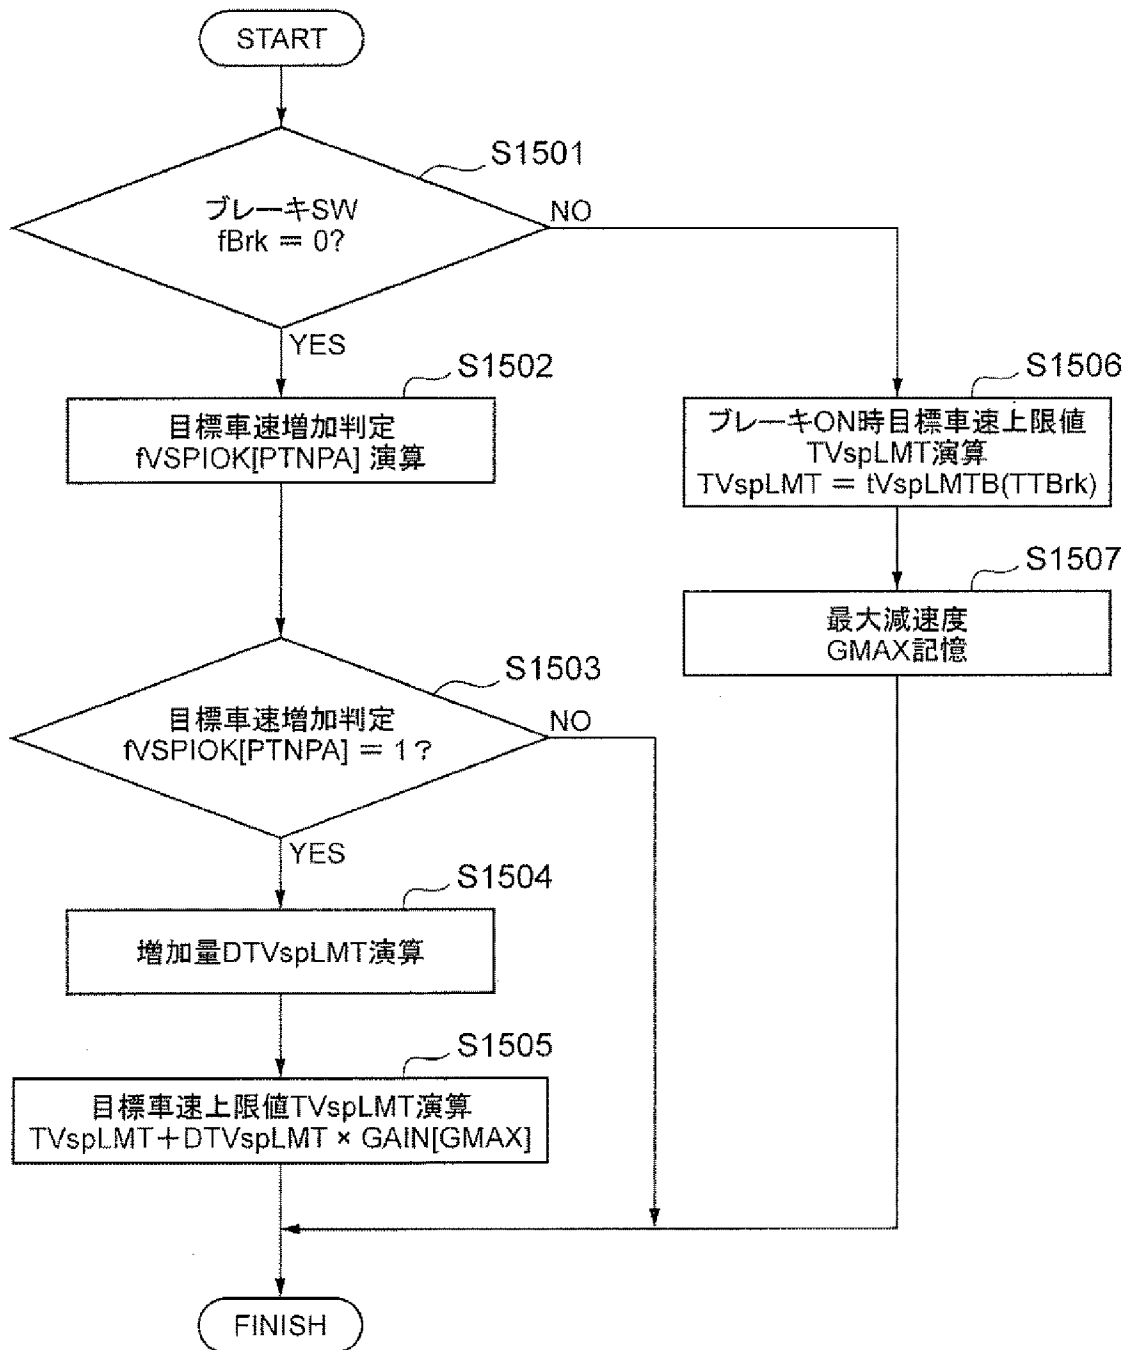 START
S1501
ブレーキSW
fBrk = 0?
NO
YES
S1502
目標車速増加判定
fVSPIOK[PTNPA] 演算
S1506
ブレーキON時目標車速上限値
TVspLMT演算
TVspLMT = tVspLMTB(TTBrk)
S1507
最大減速度
GMAX記憶
S1503
目標車速増加判定
fVSPIOK[PTNPA] = 1?
NO
YES
S1504
増加量DTVspLMT演算
S1505
目標車速上限値TVspLMT演算
TVspLMT+DTVspLMT × GAIN[GMAX]
FINISH